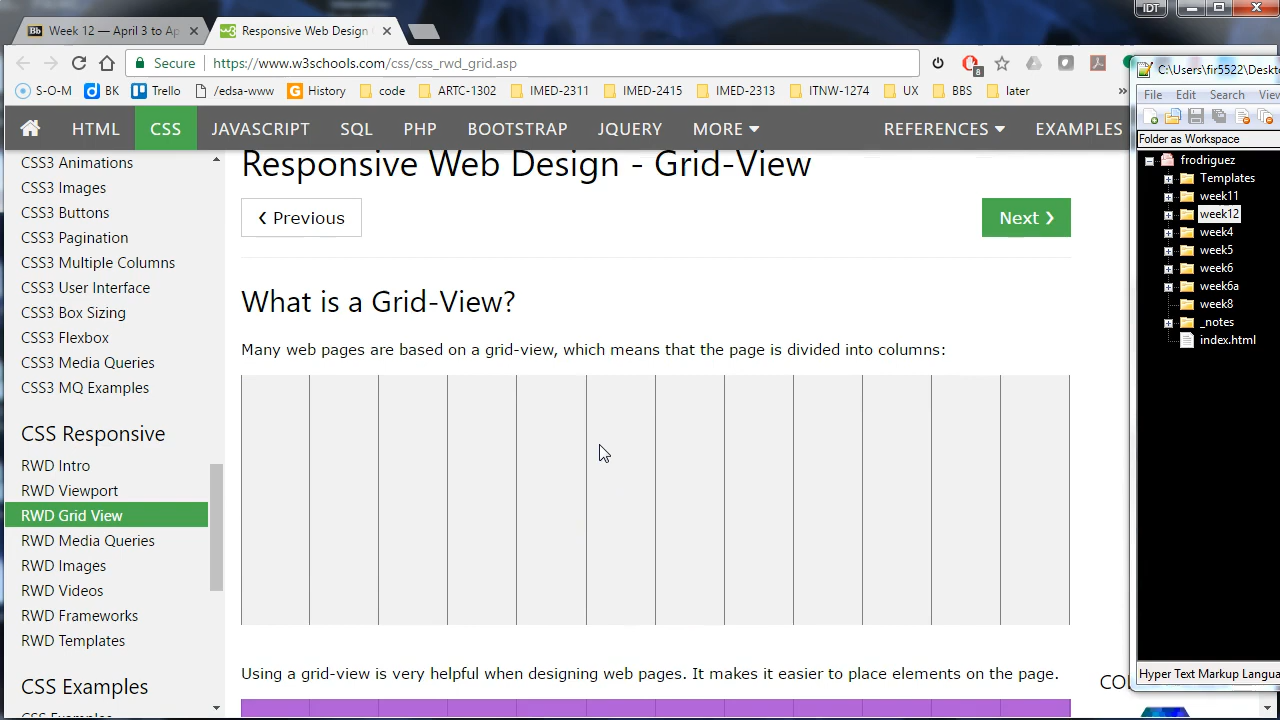 IDT
Bb Week 12 — April 3 to Ap
Responsive Web Design
Secure https://www.w3schools.com/css/css_rwd_grid.asp
8
S-O-M BK Trello /edsa-www History code ARTC-1302 IMED-2311 IMED-2415 IMED-2313 ITNW-1274 UX BBS later »
HTML CSS JAVASCRIPT SQL PHP BOOTSTRAP JQUERY MORE REFERENCES EXAMPLES
CSS3 Animations
CSS3 Images
CSS3 Buttons
CSS3 Pagination
CSS3 Multiple Columns
CSS3 User Interface
CSS3 Box Sizing
CSS3 Flexbox
CSS3 Media Queries
CSS3 MQ Examples
CSS Responsive
RWD Intro
RWD Viewport
RWD Grid View
RWD Media Queries
RWD Images
RWD Videos
RWD Frameworks
RWD Templates
CSS Examples
Responsive Web Design - Grid-View
❮ Previous
Next ❯
What is a Grid-View?
Many web pages are based on a grid-view, which means that the page is divided into columns:
Using a grid-view is very helpful when designing web pages. It makes it easier to place elements on the page.
CO
C:\Users\fir5522\Deskto
File Edit Search View
Folder as Workspace
frodriguez
Templates
week11
week12
week4
week5
week6
week6a
week8
_notes
index.html
Hyper Text Markup Langua